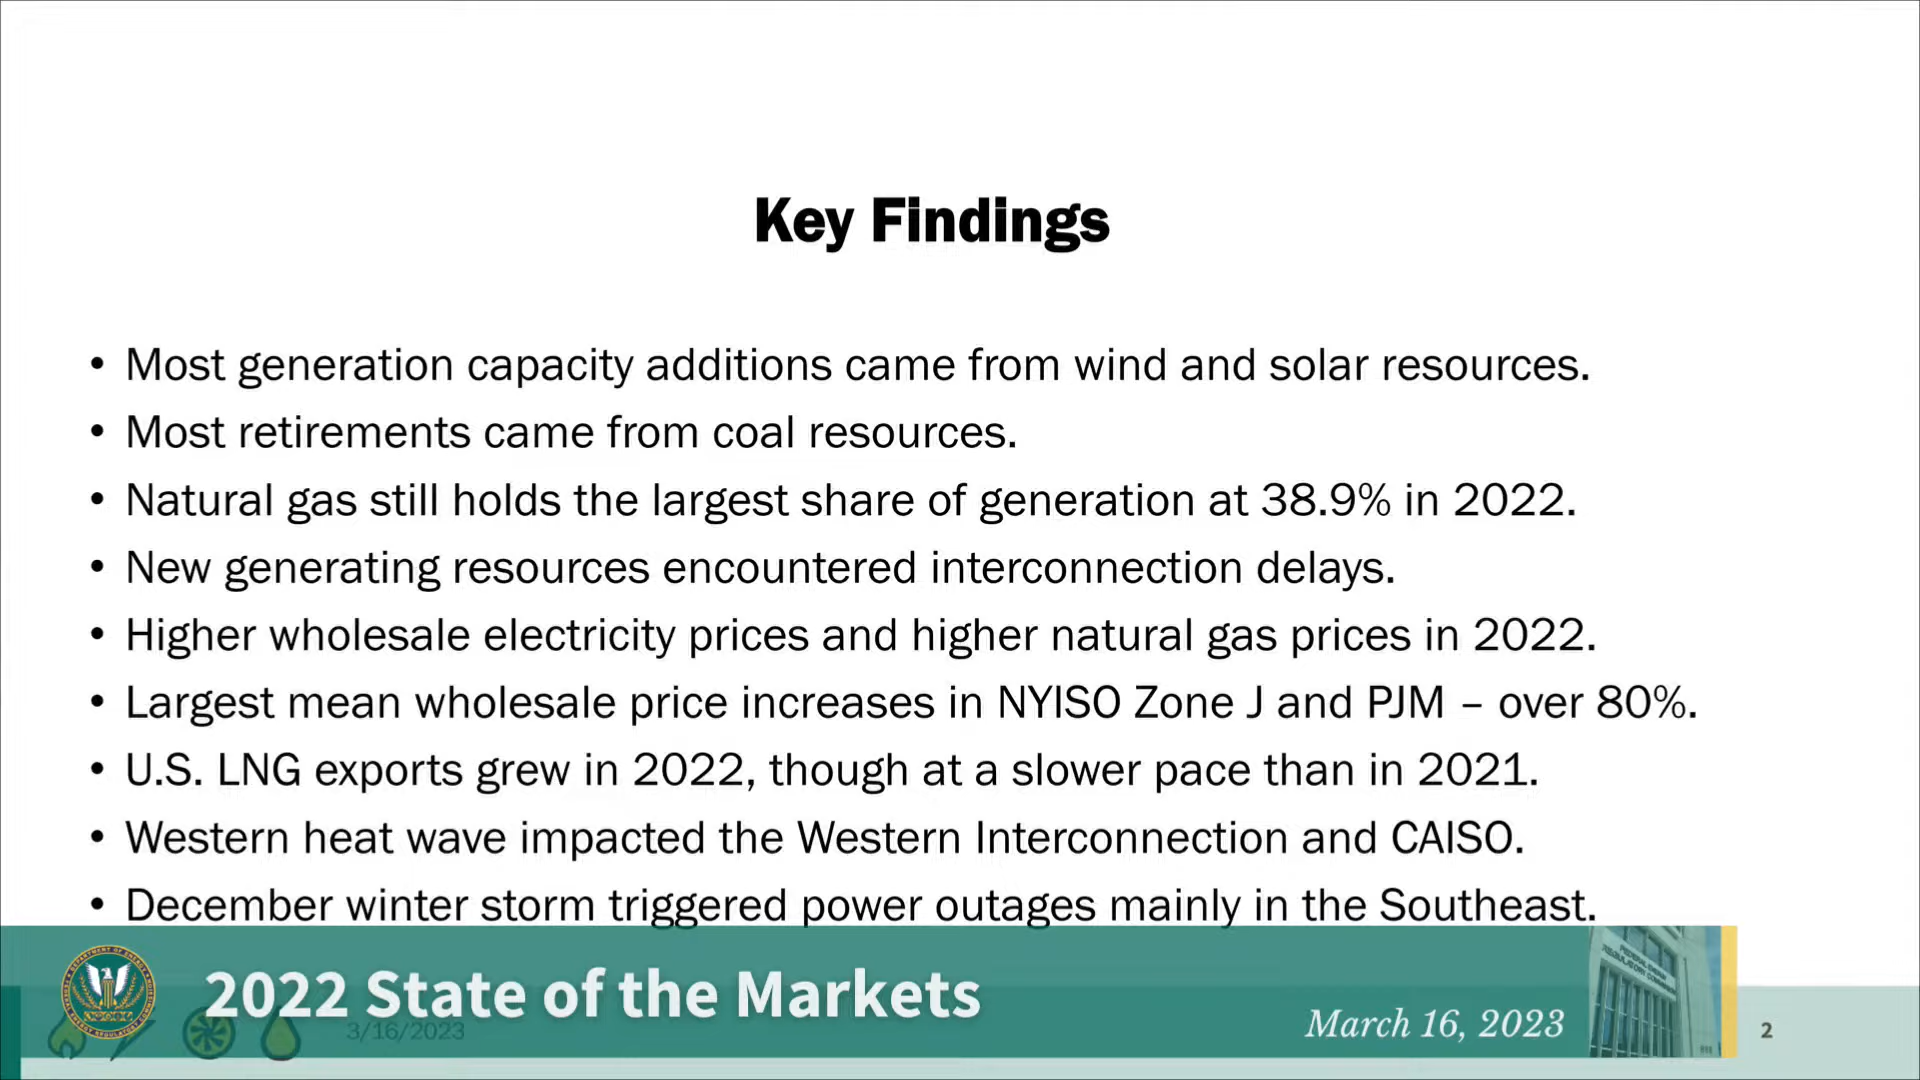 Key Findings
• Most generation capacity additions came from wind and solar resources.
• Most retirements came from coal resources.
• Natural gas still holds the largest share of generation at 38.9% in 2022.
• New generating resources encountered interconnection delays.
• Higher wholesale electricity prices and higher natural gas prices in 2022.
• Largest mean wholesale price increases in NYISO Zone J and PJM – over 80%.
• U.S. LNG exports grew in 2022, though at a slower pace than in 2021.
• Western heat wave impacted the Western Interconnection and CAISO.
• December winter storm triggered power outages mainly in the Southeast.
2022 State of the Markets
3/16/2023
March 16, 2023
2